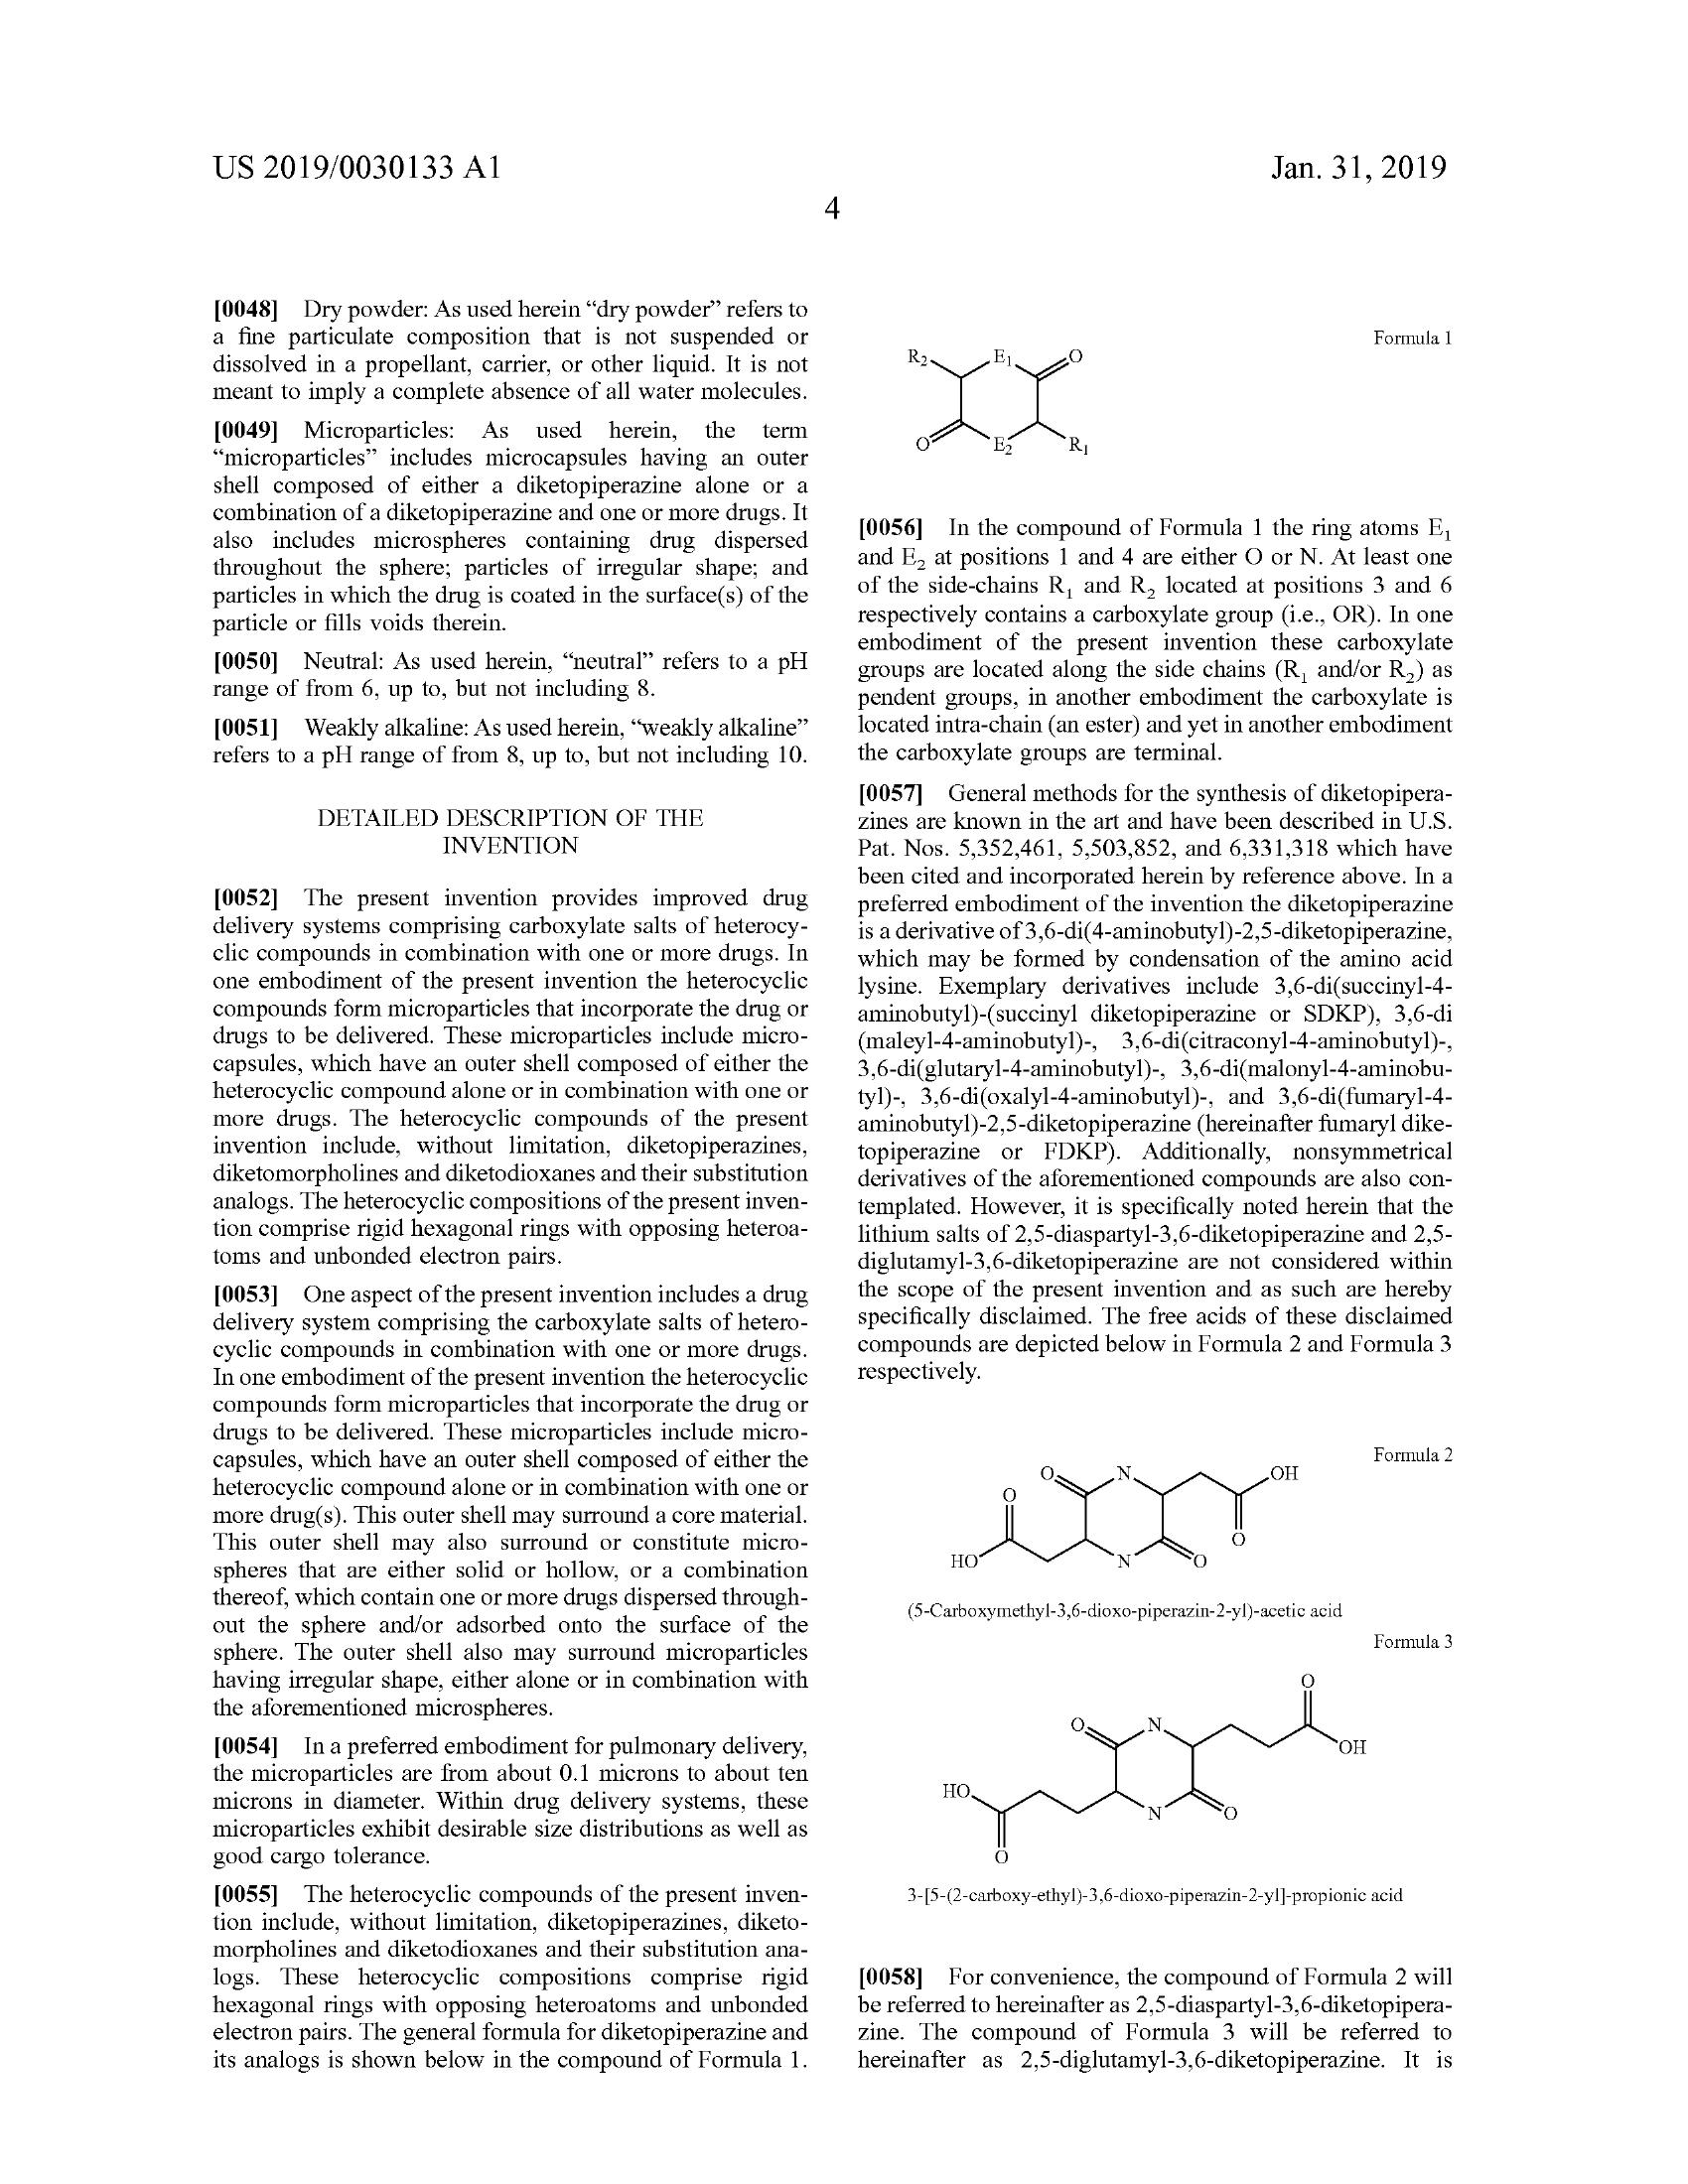 US 2019/0030133 A1
Jan. 31, 2019
4
[0048] Dry powder: As used herein “dry powder” refers to
a fine particulate composition that is not suspended or
dissolved in a propellant, carrier, or other liquid. It is not
meant to imply a complete absence of all water molecules.
[0049] Microparticles: As used herein, the term
“microparticles” includes microcapsules having an outer
shell composed of either a diketopiperazine alone or a
combination of a diketopiperazine and one or more drugs. It
also includes microspheres containing drug dispersed
throughout the sphere; particles of irregular shape; and
particles in which the drug is coated in the surface(s) of the
particle or fills voids therein.
[0050] Neutral: As used herein, “neutral” refers to a pH
range of from 6, up to, but not including 8.
[0051] Weakly alkaline: As used herein, “weakly alkaline”
refers to a pH range of from 8, up to, but not including 10.
DETAILED DESCRIPTION OF THE
INVENTION
[0052] The present invention provides improved drug
delivery systems comprising carboxylate salts of heterocy-
clic compounds in combination with one or more drugs. In
one embodiment of the present invention the heterocyclic
compounds form microparticles that incorporate the drug or
drugs to be delivered. These microparticles include micro-
capsules, which have an outer shell composed of either the
heterocyclic compound alone or in combination with one or
more drugs. The heterocyclic compounds of the present
invention include, without limitation, diketopiperazines,
diketomorpholines and diketodioxanes and their substitution
analogs. The heterocyclic compositions of the present inven-
tion comprise rigid hexagonal rings with opposing heteroa-
toms and unbonded electron pairs.
[0053] One aspect of the present invention includes a drug
delivery system comprising the carboxylate salts of hetero-
cyclic compounds in combination with one or more drugs.
In one embodiment of the present invention the heterocyclic
compounds form microparticles that incorporate the drug or
drugs to be delivered. These microparticles include micro-
capsules, which have an outer shell composed of either the
heterocyclic compound alone or in combination with one or
more drug(s). This outer shell may surround a core material.
This outer shell may also surround or constitute micro-
spheres that are either solid or hollow, or a combination
thereof, which contain one or more drugs dispersed through-
out the sphere and/or adsorbed onto the surface of the
sphere. The outer shell also may surround microparticles
having irregular shape, either alone or in combination with
the aforementioned microspheres.
[0054] In a preferred embodiment for pulmonary delivery,
the microparticles are from about 0.1 microns to about ten
microns in diameter. Within drug delivery systems, these
microparticles exhibit desirable size distributions as well as
good cargo tolerance.
[0055] The heterocyclic compounds of the present inven-
tion include, without limitation, diketopiperazines, diketo-
morpholines and diketodioxanes and their substitution ana-
logs. These heterocyclic compositions comprise rigid
hexagonal rings with opposing heteroatoms and unbonded
electron pairs. The general formula for diketopiperazine and
its analogs is shown below in the compound of Formula 1.
Formula 1
R2 E1 O
O E2 R1
[0056] In the compound of Formula 1 the ring atoms E1
and E2 at positions 1 and 4 are either O or N. At least one
of the side-chains R1 and R2 located at positions 3 and 6
respectively contains a carboxylate group (i.e., OR). In one
embodiment of the present invention these carboxylate
groups are located along the side chains (R1 and/or R2) as
pendent groups, in another embodiment the carboxylate is
located intra-chain (an ester) and yet in another embodiment
the carboxylate groups are terminal.
[0057] General methods for the synthesis of diketopipera-
zines are known in the art and have been described in U.S.
Pat. Nos. 5,352,461, 5,503,852, and 6,331,318 which have
been cited and incorporated herein by reference above. In a
preferred embodiment of the invention the diketopiperazine
is a derivative of 3,6-di(4-aminobutyl)-2,5-diketopiperazine,
which may be formed by condensation of the amino acid
lysine. Exemplary derivatives include 3,6-di(succinyl-4-
aminobutyl)-(succinyl diketopiperazine or SDKP), 3,6-di
(maleyl-4-aminobutyl)-, 3,6-di(citraconyl-4-aminobutyl)-,
3,6-di(glutaryl-4-aminobutyl)-, 3,6-di(malonyl-4-aminobu-
tyl)-, 3,6-di(oxalyl-4-aminobutyl)-, and 3,6-di(fumaryl-4-
aminobutyl)-2,5-diketopiperazine (hereinafter fumaryl dike-
topiperazine or FDKP). Additionally, nonsymmetrical
derivatives of the aforementioned compounds are also con-
templated. However, it is specifically noted herein that the
lithium salts of 2,5-diaspartyl-3,6-diketopiperazine and 2,5-
diglutamyl-3,6-diketopiperazine are not considered within
the scope of the present invention and as such are hereby
specifically disclaimed. The free acids of these disclaimed
compounds are depicted below in Formula 2 and Formula 3
respectively.
Formula 2
O N OH
O
O
HO N O
(5-Carboxymethyl-3,6-dioxo-piperazin-2-yl)-acetic acid
Formula 3
O
O N
OH
HO
N O
O
3-[5-(2-carboxy-ethyl)-3,6-dioxo-piperazin-2-yl]-propionic acid
[0058] For convenience, the compound of Formula 2 will
be referred to hereinafter as 2,5-diaspartyl-3,6-diketopipera-
zine. The compound of Formula 3 will be referred to
hereinafter as 2,5-diglutamyl-3,6-diketopiperazine. It is